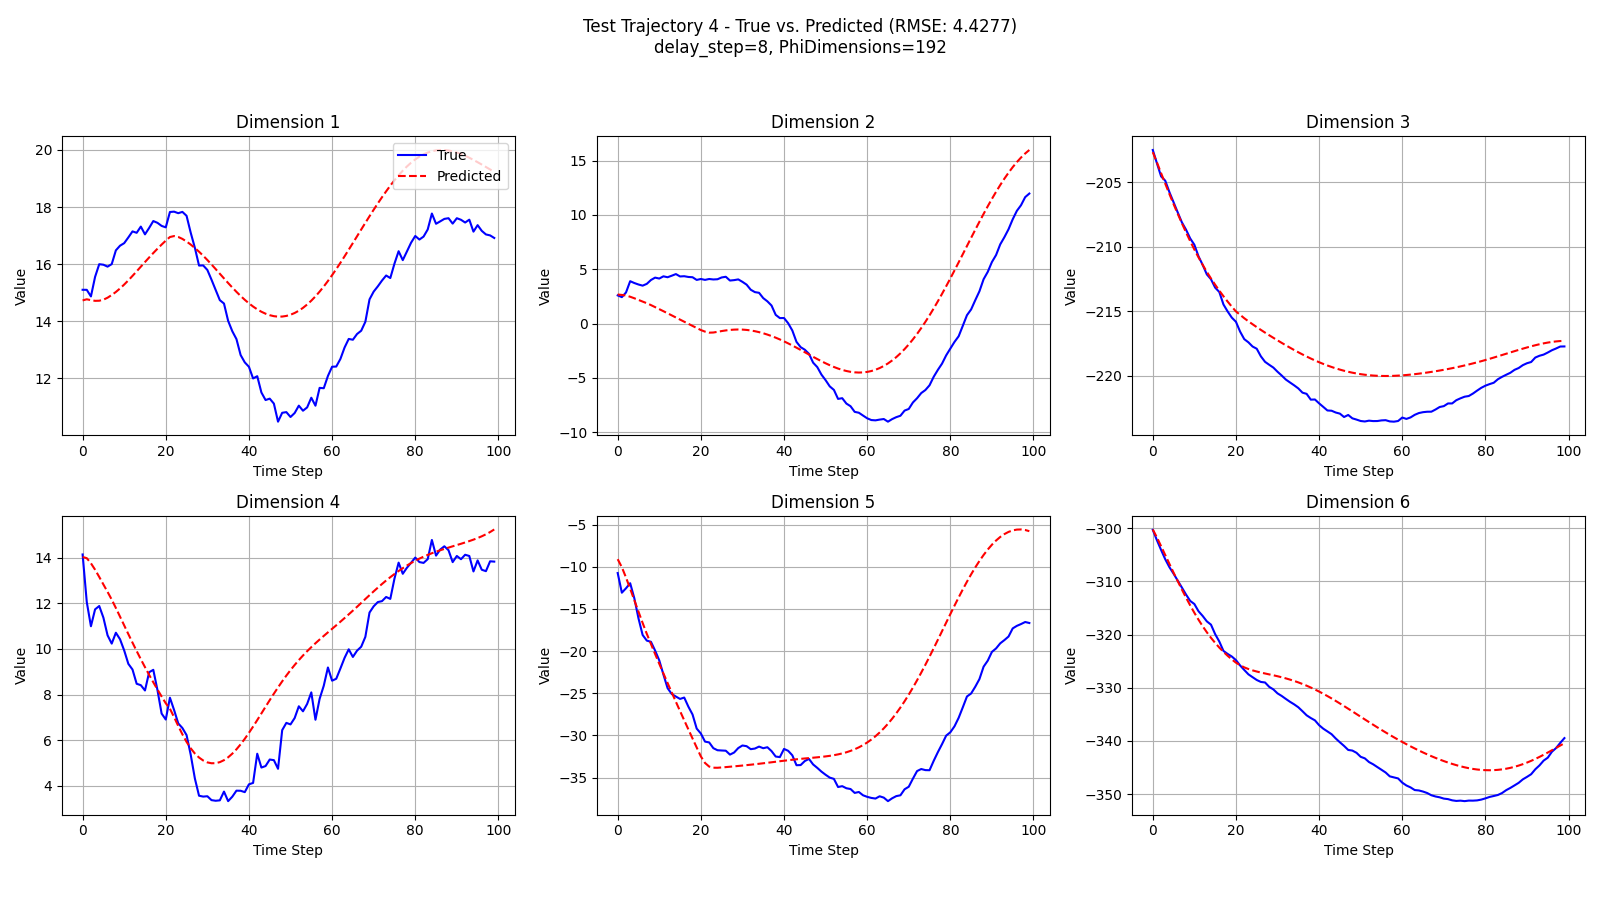 Test Trajectory 4 - True vs. Predicted (RMSE: 4.4277)
delay_step=8, PhiDimensions=192
Dimension 1
20
18
16
14
12
Value
0 20 40 60 80 100
Time Step
True
Predicted
Dimension 2
15
10
5
0
−5
−10
Value
0 20 40 60 80 100
Time Step
Dimension 3
−205
−210
−215
−220
Value
0 20 40 60 80 100
Time Step
Dimension 4
14
12
10
8
6
4
Value
0 20 40 60 80 100
Time Step
Dimension 5
−5
−10
−15
−20
−25
−30
−35
Value
0 20 40 60 80 100
Time Step
Dimension 6
−300
−310
−320
−330
−340
−350
Value
0 20 40 60 80 100
Time Step